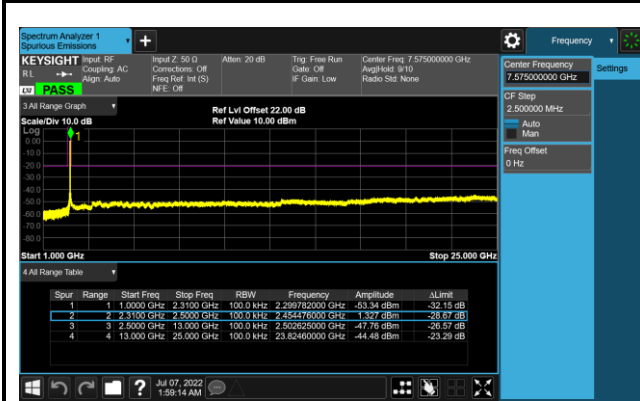 Spectrum Analyzer 1
Spurious Emissions
Frequency
KEYSIGHT Input: RF Input Z: 50 Ω Atten: 20 dB Trig: Free Run Center Freq: 7.575000000 GHz
RL Coupling: AC Corrections: Off Gate: Off Avg|Hold: 9/10
Align: Auto Freq Ref: Int (S) IF Gain: Low Radio Std: None
LXI PASS NFE: Off
Center Frequency
7.575000000 GHz
Settings
CF Step
2.500000 MHz
Auto
Man
Freq Offset
0 Hz
3 All Range Graph
Ref Lvl Offset 22.00 dB
Scale/Div 10.0 dB Ref Value 10.00 dBm
Log
1
0.00
-10.0
-20.0
-30.0
-40.0
-50.0
-60.0
-70.0
-80.0
Start 1.000 GHz Stop 25.000 GHz
4 All Range Table
Spur Range Start Freq Stop Freq RBW Frequency Amplitude ΔLimit
1 1 1.0000 GHz 2.3100 GHz 100.0 kHz 2.299782000 GHz -53.34 dBm -32.15 dB
2 2 2.3100 GHz 2.5000 GHz 100.0 kHz 2.454476000 GHz 1.327 dBm -28.67 dB
3 3 2.5000 GHz 13.000 GHz 100.0 kHz 2.502625000 GHz -47.76 dBm -26.57 dB
4 4 13.000 GHz 25.000 GHz 100.0 kHz 23.82460000 GHz -44.48 dBm -23.29 dB
Jul 07, 2022
1:59:14 AM